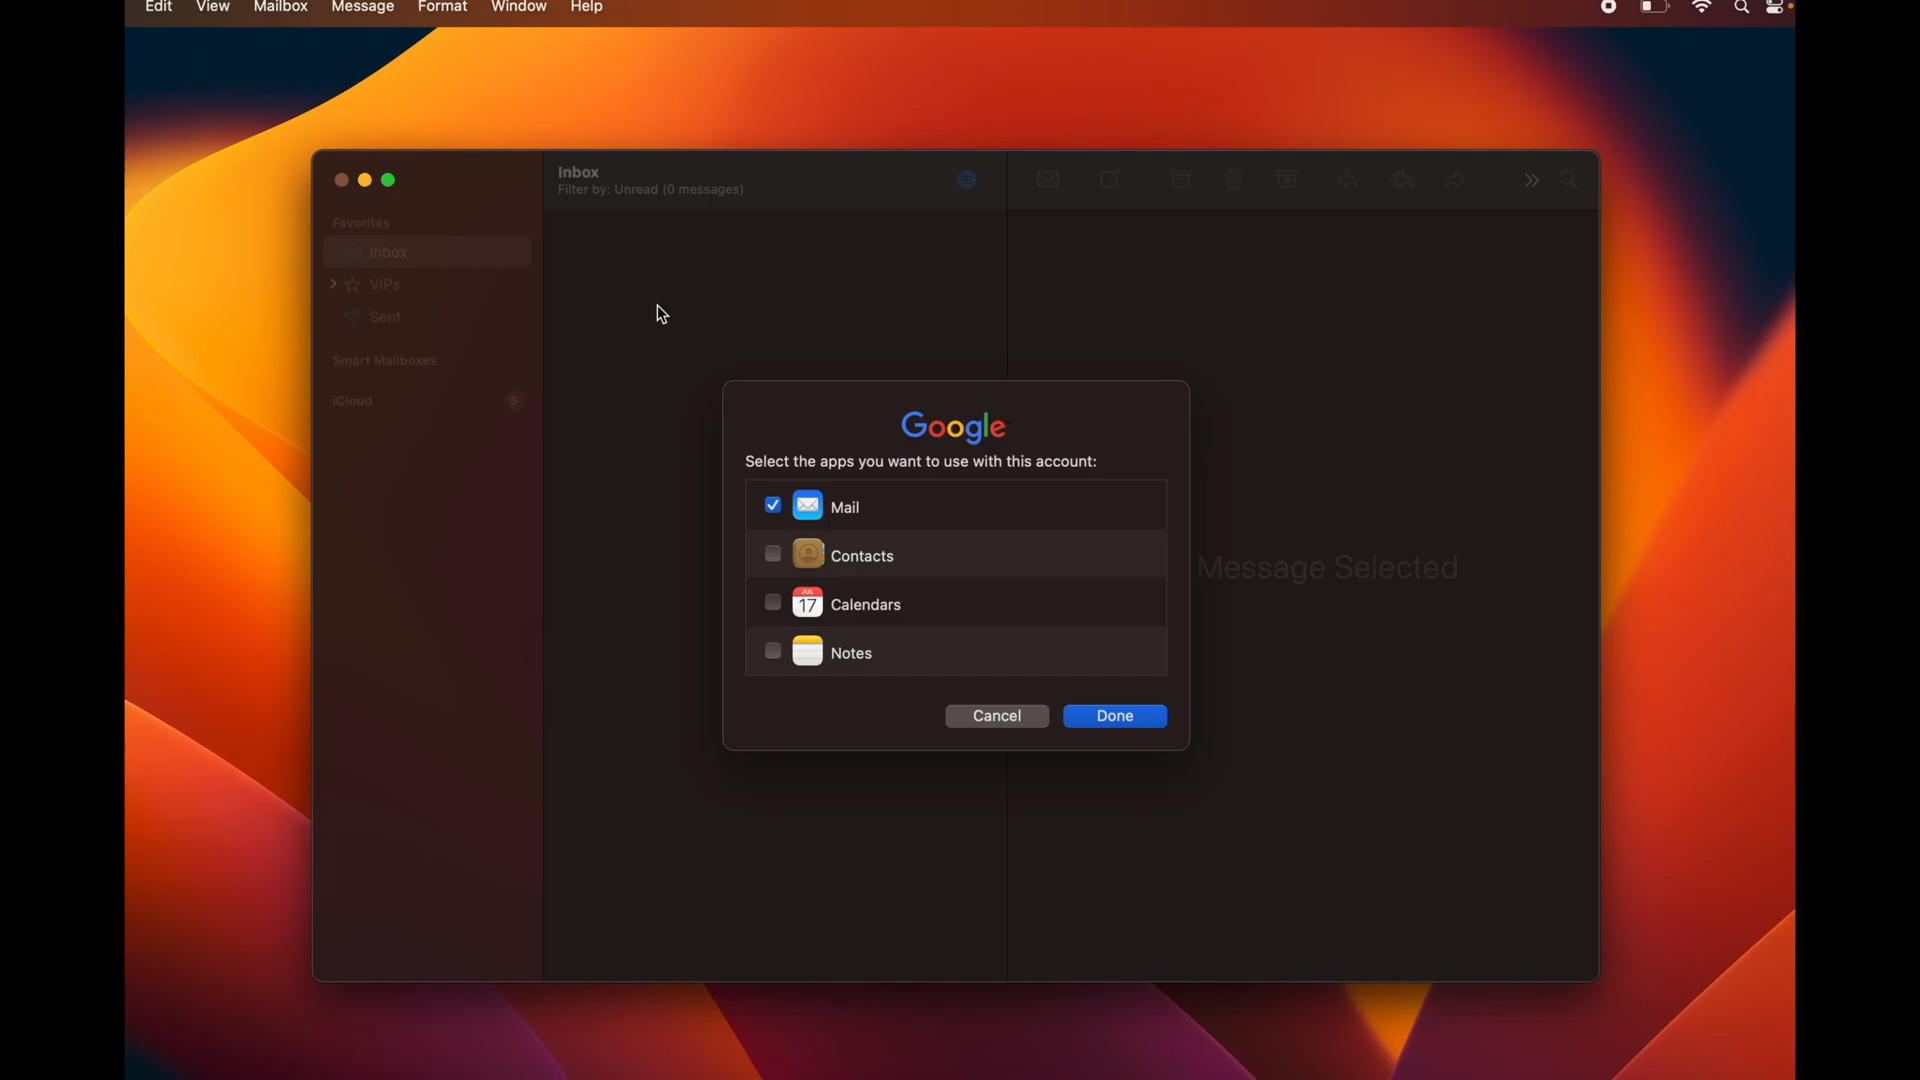 Edit View Mailbox Message Format Window Help
Inbox
Filter by: Unread (0 messages)
Favorites
Inbox
VIPs
Sent
Smart Mailboxes
iCloud
Google
Select the apps you want to use with this account:
Mail
Contacts
JUL
17
Calendars
Notes
Message Selected
Cancel Done